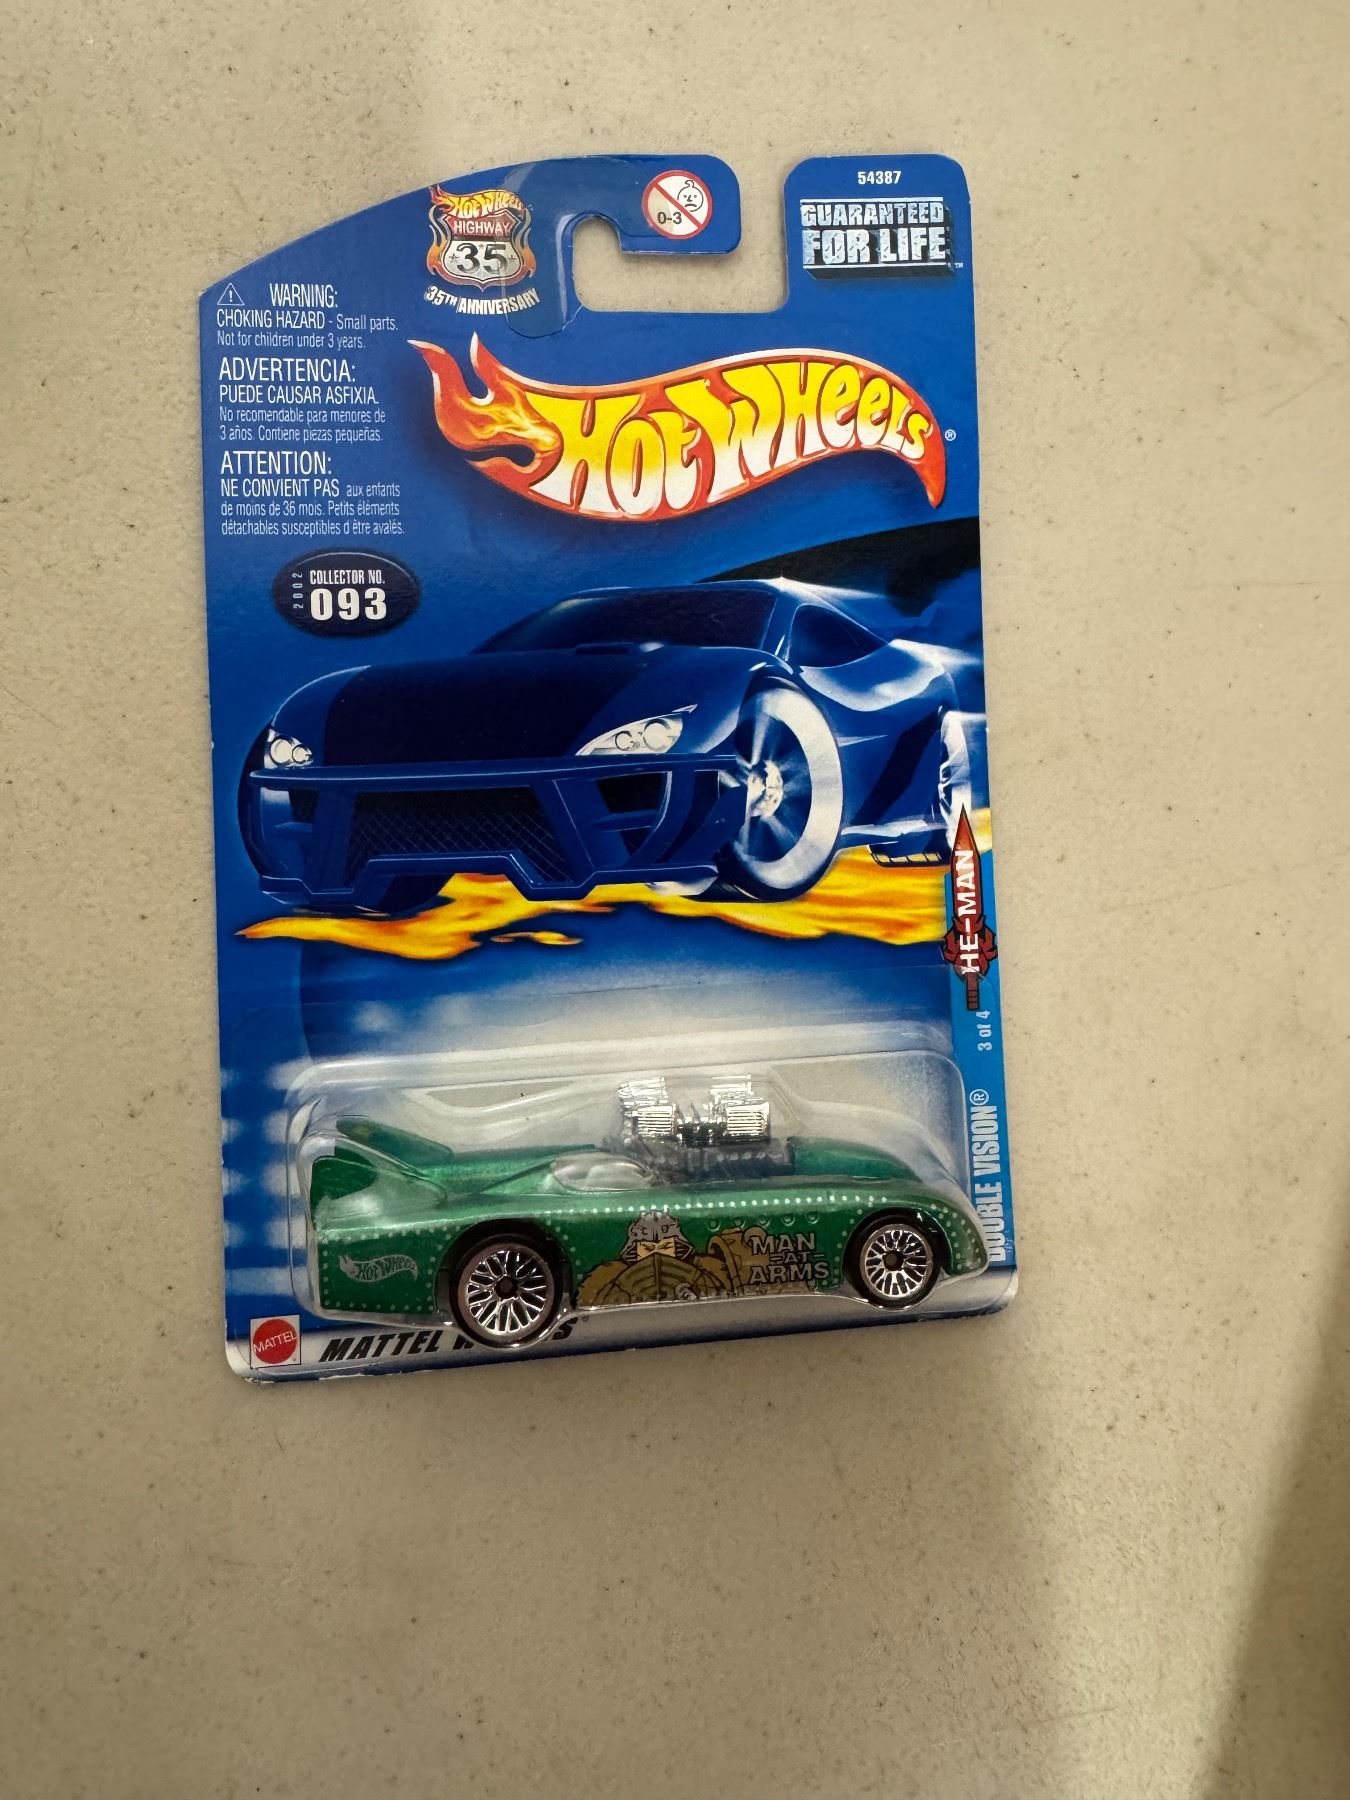 54387
GUARANTEED
FOR LIFE™
HOT WHEELS
HIGHWAY
35
35TH ANNIVERSARY
0-3
WARNING:
CHOKING HAZARD - Small parts.
Not for children under 3 years.
ADVERTENCIA:
PUEDE CAUSAR ASFIXIA.
No recomendable para menores de
3 años. Contiene piezas pequeñas.
ATTENTION:
NE CONVIENT PAS aux enfants
de moins de 36 mois. Petits éléments
détachables susceptibles d'être avalés.
HOT WHEELS®
2002
COLLECTOR NO.
093
HE-MAN
3 of 4
DOUBLE VISION®
HOT WHEELS
MAN
-AT-
ARMS
MATTEL
MATTEL